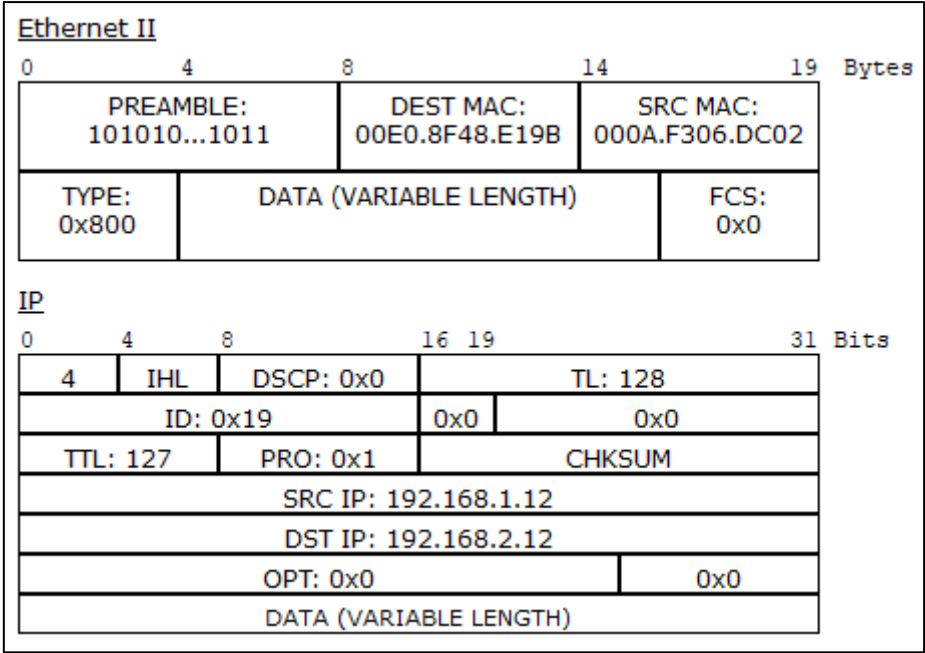 Ethernet II
0 4 8 14 19 Bytes
PREAMBLE: DEST MAC: SRC MAC:
101010...1011 00E0.8F48.E19B 000A.F306.DC02
TYPE: DATA (VARIABLE LENGTH) FCS:
0x800 0x0
IP
0 4 8 16 19 31 Bits
4 IHL DSCP: 0x0 TL: 128
ID: 0x19 0x0 0x0
TTL: 127 PRO: 0x1 CHKSUM
SRC IP: 192.168.1.12
DST IP: 192.168.2.12
OPT: 0x0 0x0
DATA (VARIABLE LENGTH)